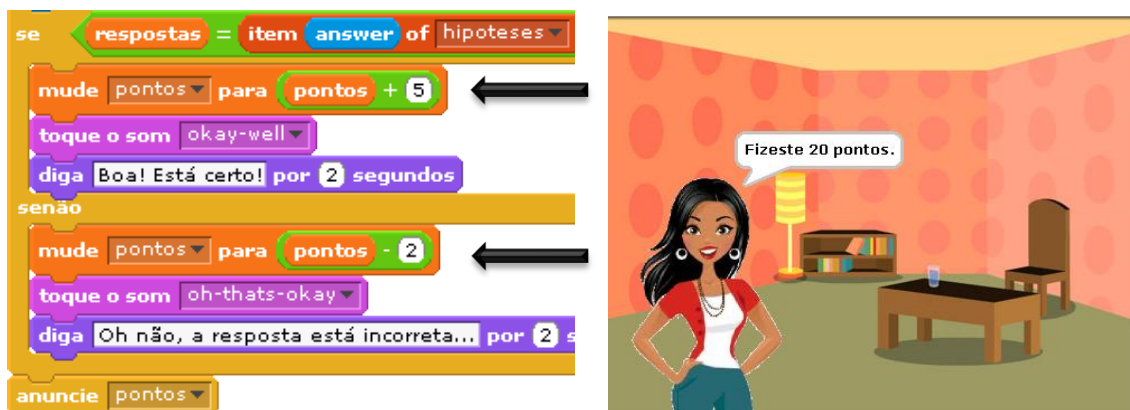 se respostas = item answer of hipoteses
mude pontos para pontos + 5
toque o som okay-well
diga Boa! Está certo! por 2 segundos
senão
mude pontos para pontos - 2
toque o som oh-thats-okay
diga Oh não, a resposta está incorreta... por 2 s
anuncie pontos
Fizeste 20 pontos.